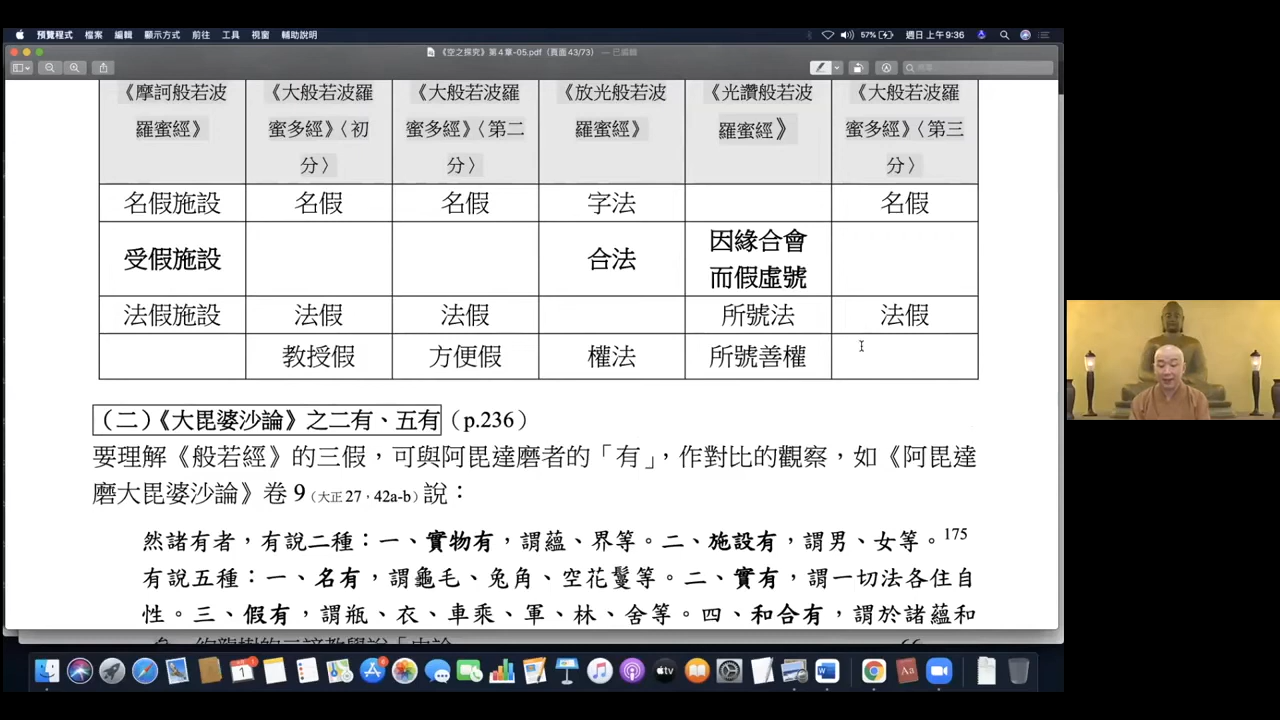 預覽程式 檔案 編輯 顯示方式 前往 工具 視窗 輔助說明 57% 週日上午9:36
《空之探究》第4章-05.pdf（頁面43/73） — 已編輯
《摩訶般若波羅蜜經》 《大般若波羅蜜多經》〈初分〉 《大般若波羅蜜多經》〈第二分〉 《放光般若波羅蜜經》 《光讚般若波羅蜜經》 《大般若波羅蜜多經》〈第三分〉
名假施設 名假 名假 字法 名假
受假施設 合法 因緣合會而假虛號
法假施設 法假 法假 所號法 法假
教授假 方便假 權法 所號善權
（二）《大毘婆沙論》之二有、五有（p.236）
要理解《般若經》的三假，可與阿毘達磨者的「有」，作對比的觀察，如《阿毘達
磨大毘婆沙論》卷 9（大正27，42a-b）說：
然諸有者，有說二種：一、實物有，謂蘊、界等。二、施設有，謂男、女等。175
有說五種：一、名有，謂龜毛、兔角、空花鬘等。二、實有，謂一切法各住自
性。三、假有，謂瓶、衣、車乘、軍、林、舍等。四、和合有，謂於諸蘊和